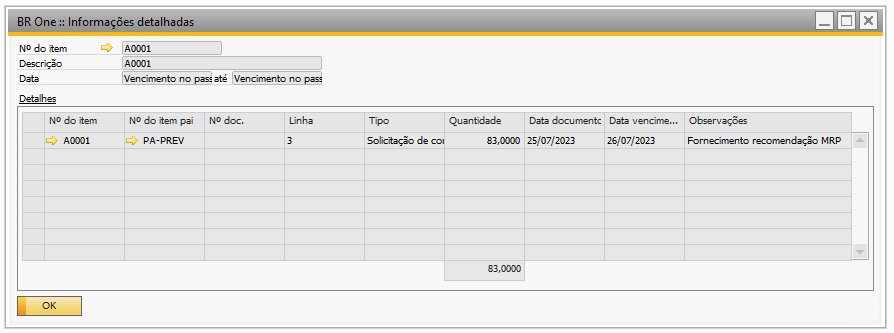 BR One :: Informações detalhadas
Nº do item A0001
Descrição A0001
Data Vencimento no pass até Vencimento no pass
Detalhes
Nº do item Nº do item pai Nº doc. Linha Tipo Quantidade Data documento Data vencime... Observações
A0001 PA-PREV 3 Solicitação de cor 83,0000 25/07/2023 26/07/2023 Fornecimento recomendação MRP
83,0000
OK